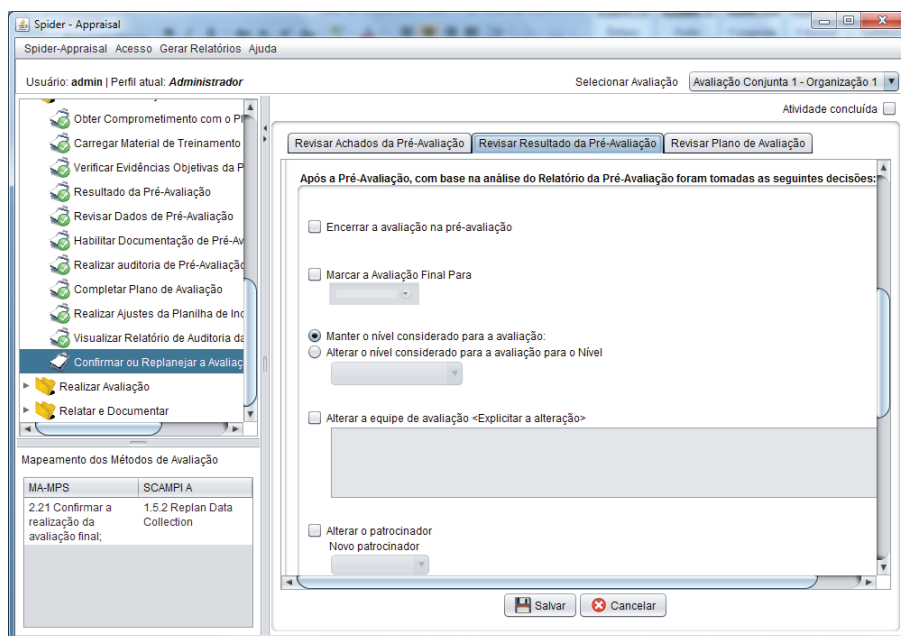 Spider - Appraisal
Spider-Appraisal Acesso Gerar Relatórios Ajuda
Usuário: admin | Perfil atual: Administrador
Selecionar Avaliação Avaliação Conjunta 1 - Organização 1
Atividade concluída
Obter Comprometimento com o Pl
Carregar Material de Treinamento
Verificar Evidências Objetivas da P
Resultado da Pré-Avaliação
Revisar Dados de Pré-Avaliação
Habilitar Documentação de Pré-Av
Realizar auditoria de Pré-Avaliação
Completar Plano de Avaliação
Realizar Ajustes da Planilha de Inc
Visualizar Relatório de Auditoria da
Confirmar ou Replanejar a Avaliaç
Realizar Avaliação
Relatar e Documentar
Mapeamento dos Métodos de Avaliação
MA-MPS SCAMPI A
2.21 Confirmar a
realização da
avaliação final;
1.5.2 Replan Data
Collection
Revisar Achados da Pré-Avaliação Revisar Resultado da Pré-Avaliação Revisar Plano de Avaliação
Após a Pré-Avaliação, com base na análise do Relatório da Pré-Avaliação foram tomadas as seguintes decisões:
Encerrar a avaliação na pré-avaliação
Marcar a Avaliação Final Para
Manter o nível considerado para a avaliação:
Alterar o nível considerado para a avaliação para o Nível
Alterar a equipe de avaliação <Explicitar a alteração>
Alterar o patrocinador
Novo patrocinador
Salvar Cancelar